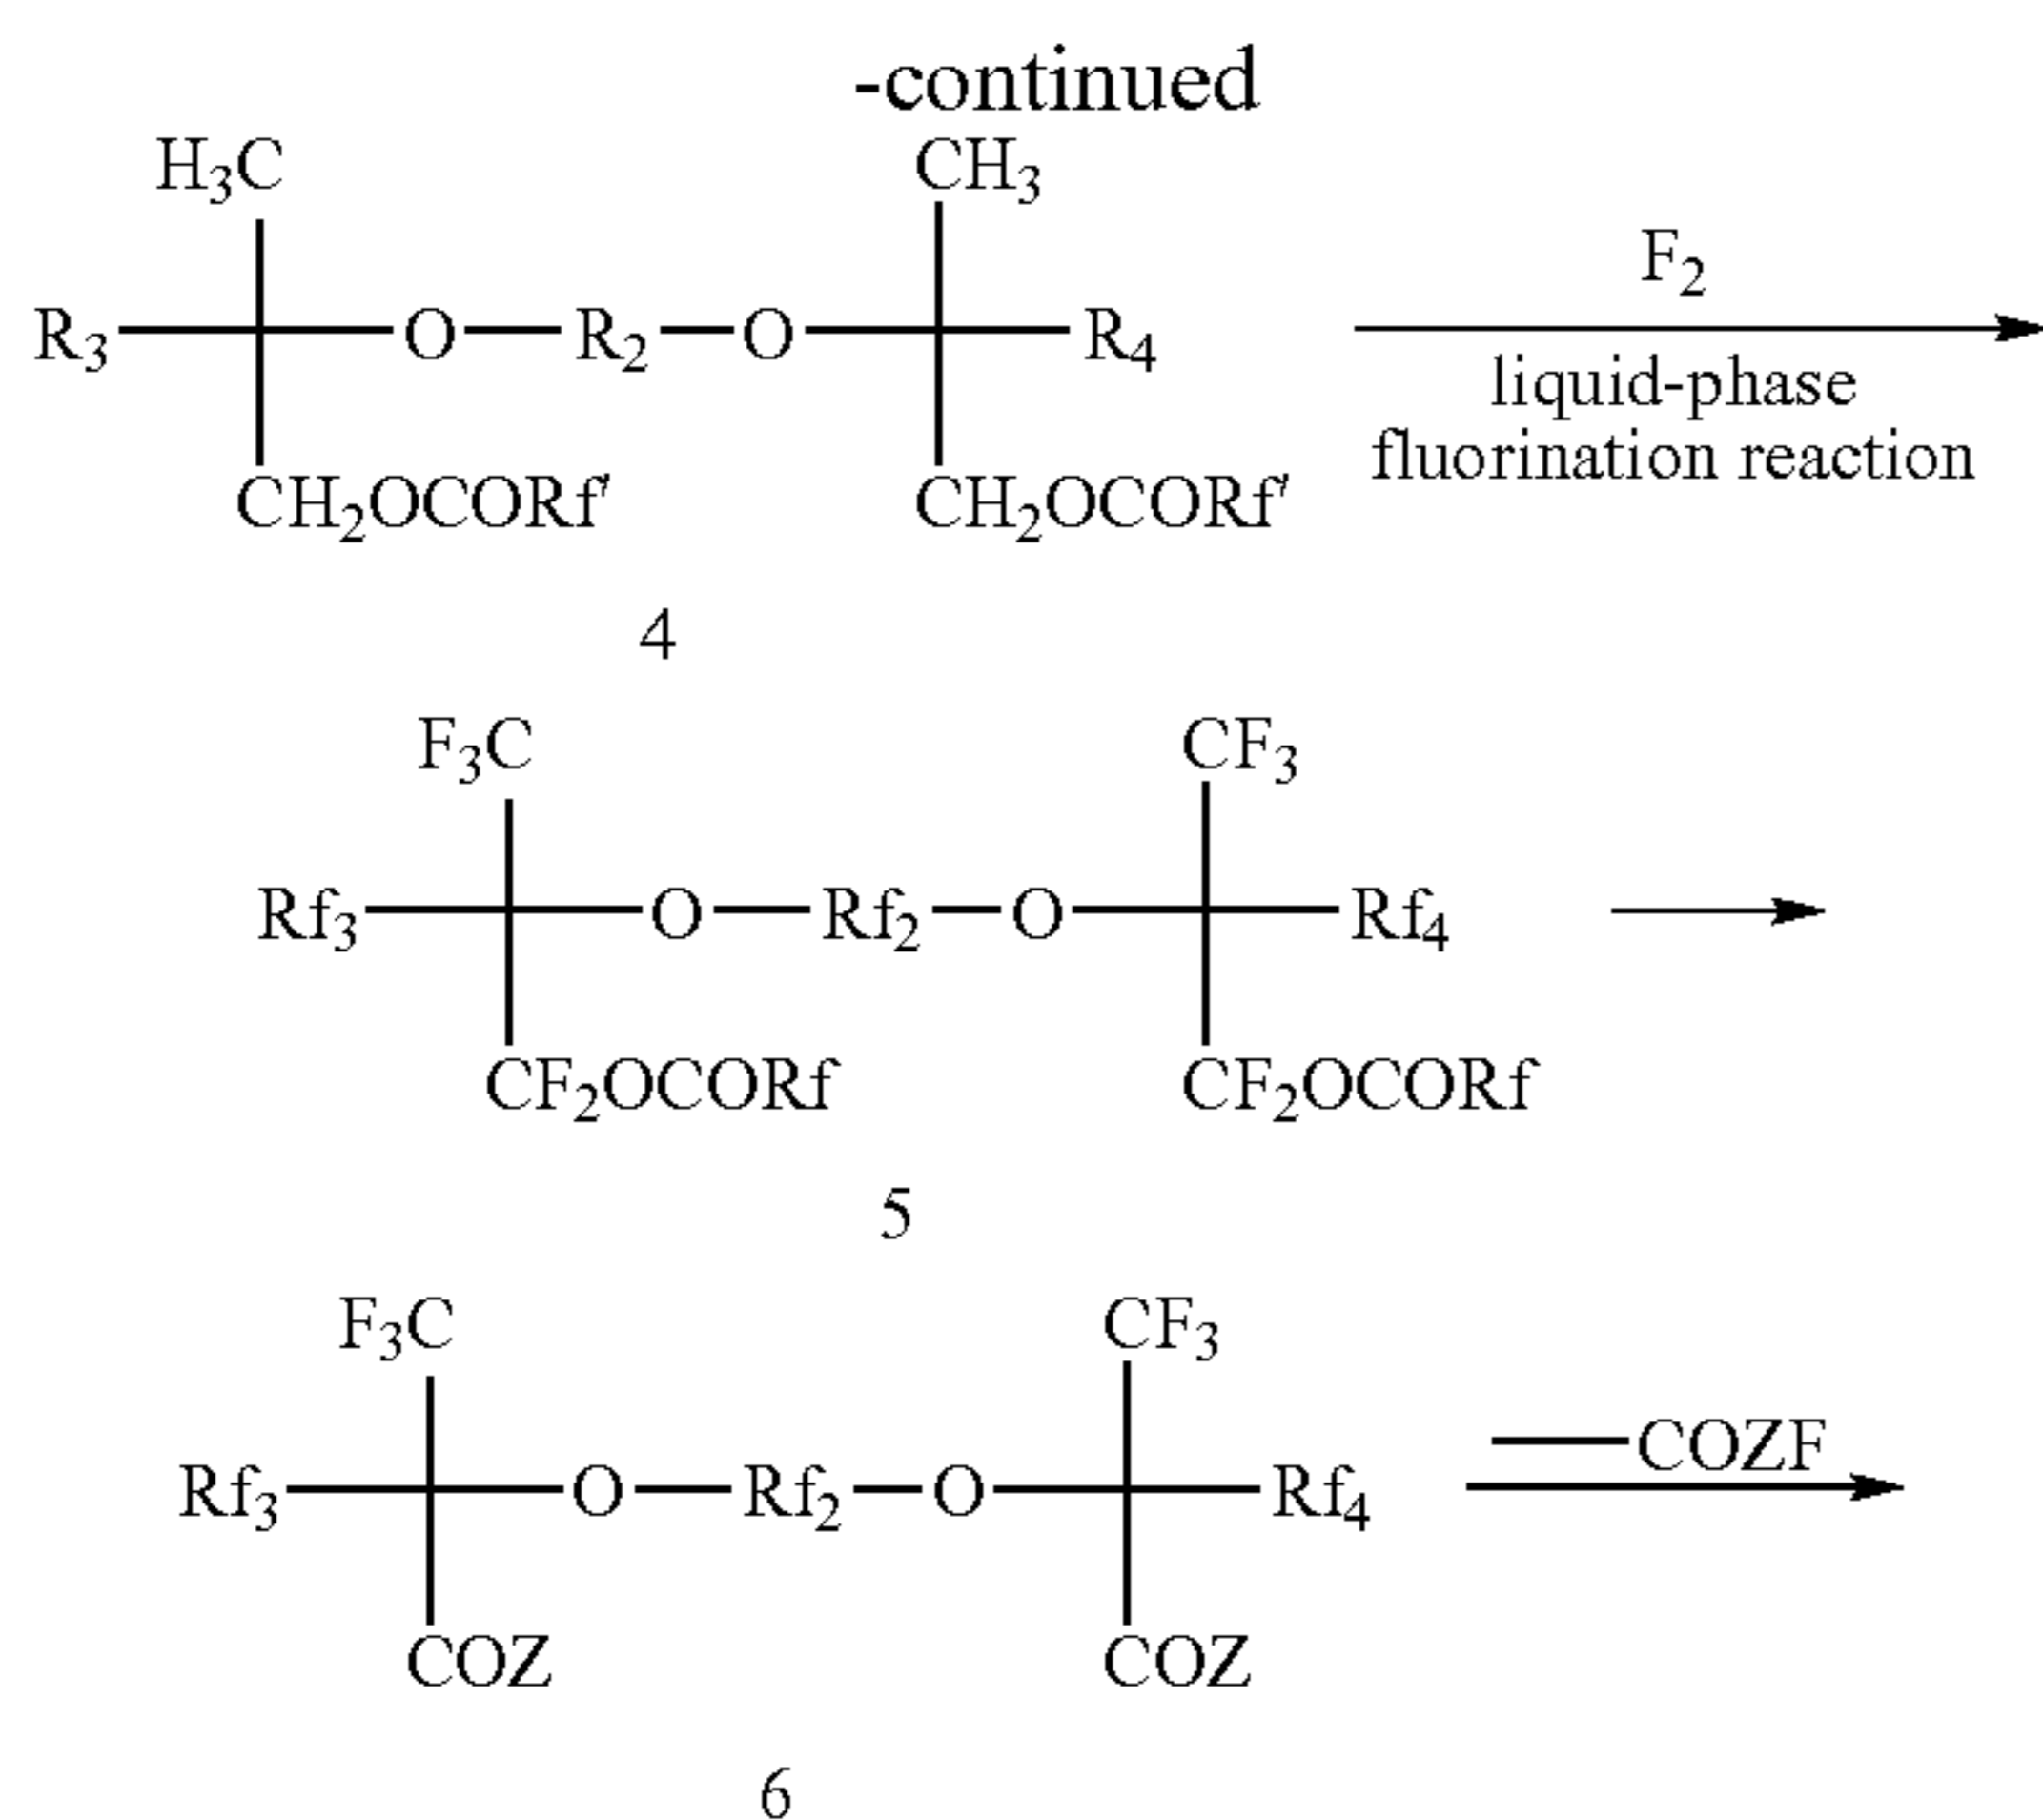 -continued
H₃C CH₃
R₃ O R₂ O R₄
CH₂OCORf' CH₂OCORf'
F₂
liquid-phase
fluorination reaction
4
F₃C CF₃
Rf₃ O Rf₂ O Rf₄
CF₂OCORf CF₂OCORf
5
F₃C CF₃
Rf₃ O Rf₂ O Rf₄
COZ COZ
—COZF
6